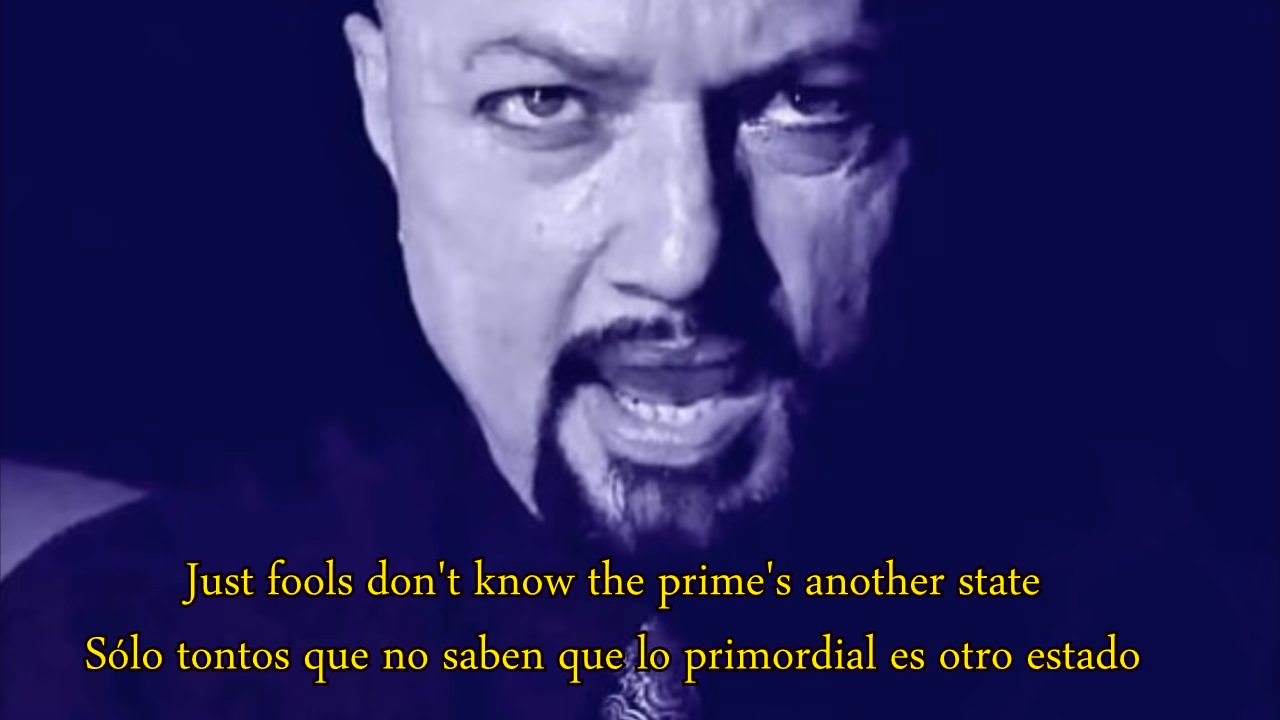 Just fools don't know the prime's another state
Sólo tontos que no saben que lo primordial es otro estado